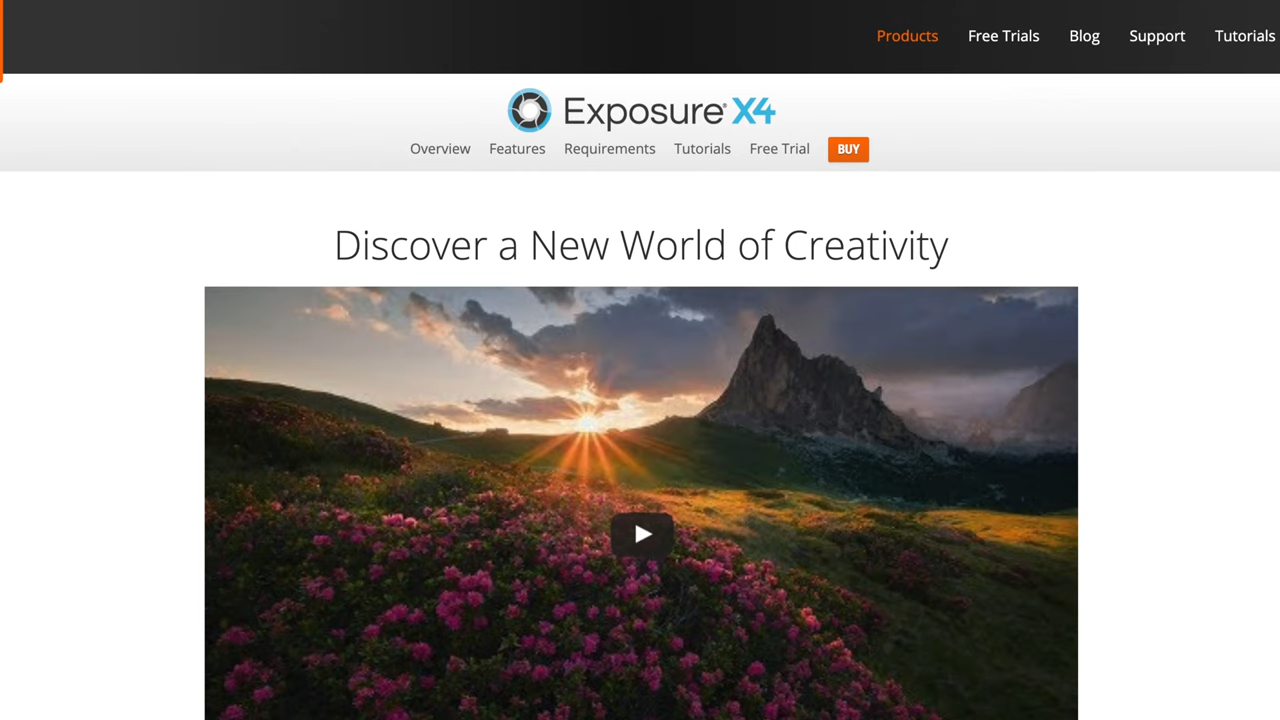 Products Free Trials Blog Support Tutorials
Exposure® X4
Overview Features Requirements Tutorials Free Trial BUY
Discover a New World of Creativity